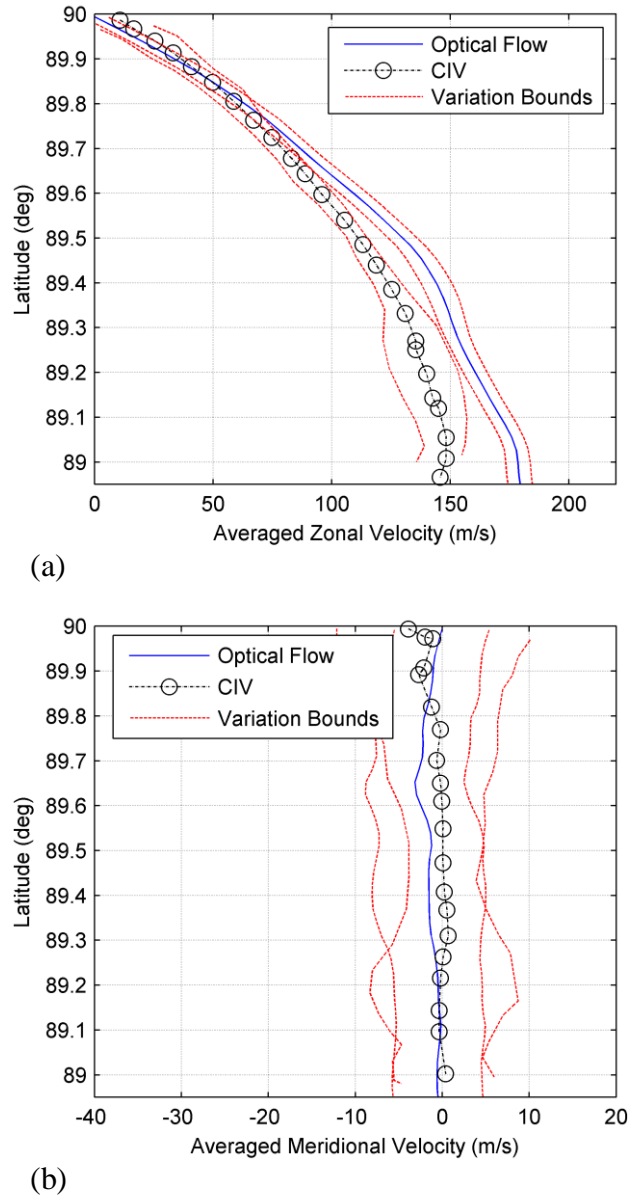 90
89.9
89.8
89.7
89.6
89.5
89.4
89.3
89.2
89.1
89
Latitude (deg)
Optical Flow
CIV
Variation Bounds
0 50 100 150 200
Averaged Zonal Velocity (m/s)
(a)
90
89.9
89.8
89.7
89.6
89.5
89.4
89.3
89.2
89.1
89
Latitude (deg)
Optical Flow
CIV
Variation Bounds
-40 -30 -20 -10 0 10 20
Averaged Meridional Velocity (m/s)
(b)